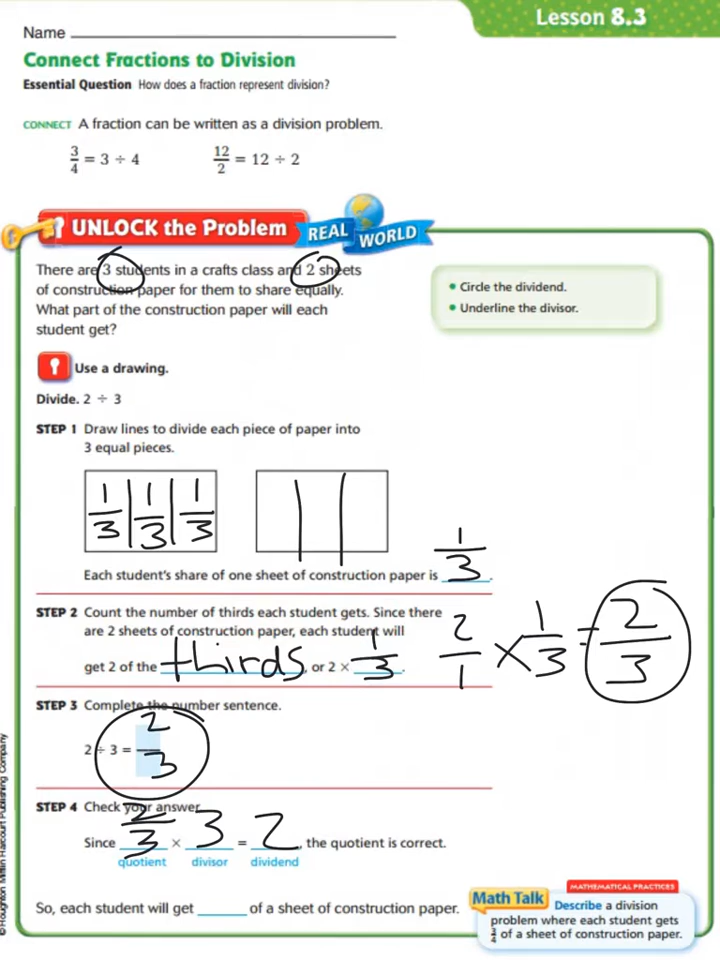 Lesson 8.3
Name
Connect Fractions to Division
Essential Question How does a fraction represent division?
CONNECT A fraction can be written as a division problem.
3/4 = 3 ÷ 4 12/2 = 12 ÷ 2
UNLOCK the Problem REAL WORLD
There are 3 students in a crafts class and 2 sheets
of construction paper for them to share equally.
What part of the construction paper will each
student get?
• Circle the dividend.
• Underline the divisor.
Use a drawing.
Divide. 2 ÷ 3
STEP 1 Draw lines to divide each piece of paper into
3 equal pieces.
1/3 1/3 1/3
Each student's share of one sheet of construction paper is 1/3.
STEP 2 Count the number of thirds each student gets. Since there
are 2 sheets of construction paper, each student will
get 2 of the thirds, or 2 × 1/3.
2/1 × 1/3 = 2/3
STEP 3 Complete the number sentence.
2 ÷ 3 = 2/3
STEP 4 Check your answer.
Since 2/3 × 3 = 2, the quotient is correct.
quotient divisor dividend
So, each student will get ____ of a sheet of construction paper.
MATHEMATICAL PRACTICES
Math Talk Describe a division
problem where each student gets
3/4 of a sheet of construction paper.
© Houghton Mifflin Harcourt Publishing Company